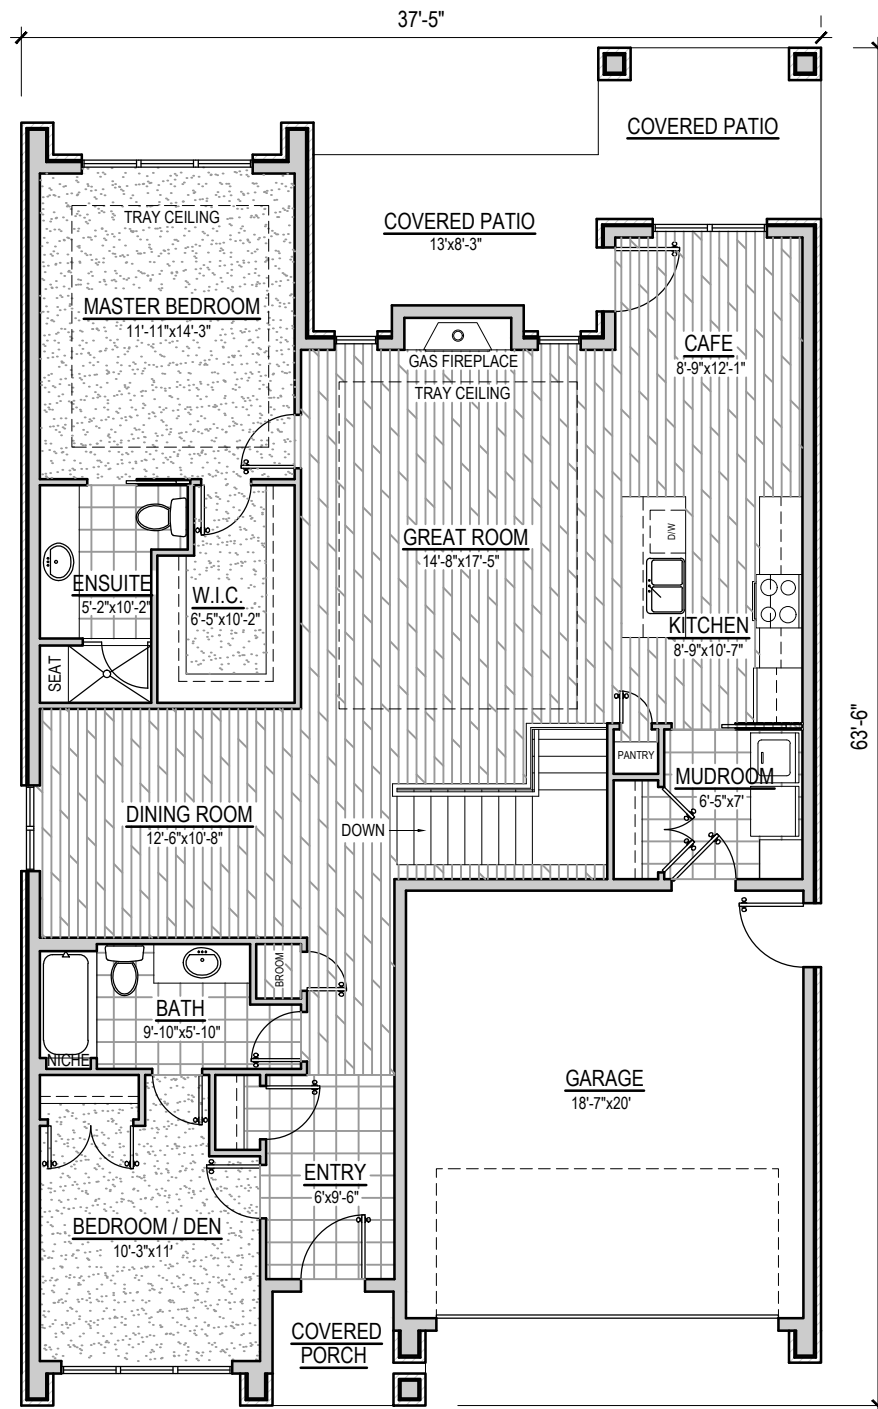 37'-5"
COVERED PATIO
COVERED PATIO
13'x8'-3"
TRAY CEILING
MASTER BEDROOM
11'-11"x14'-3"
CAFE
8'-9"x12'-1"
GAS FIREPLACE
TRAY CEILING
GREAT ROOM
14'-8"x17'-5"
D/W
ENSUITE
5'-2"x10'-2"
W.I.C.
6'-5"x10'-2"
KITCHEN
8'-9"x10'-7"
SEAT
63'-6"
PANTRY
MUDROOM
6'-5"x7'
DINING ROOM
12'-6"x10'-8"
DOWN
BROOM
BATH
9'-10"x5'-10"
NICHE
GARAGE
18'-7"x20'
ENTRY
6'x9'-6"
BEDROOM / DEN
10'-3"x11'
COVERED
PORCH